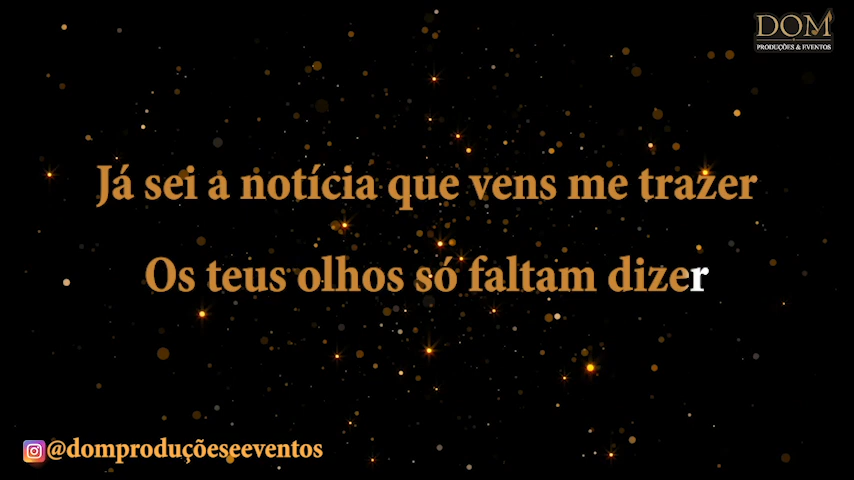 DOM
PRODUÇÕES & EVENTOS
Já sei a notícia que vens me trazer
Os teus olhos só faltam dizer
@domproduçõeseeventos